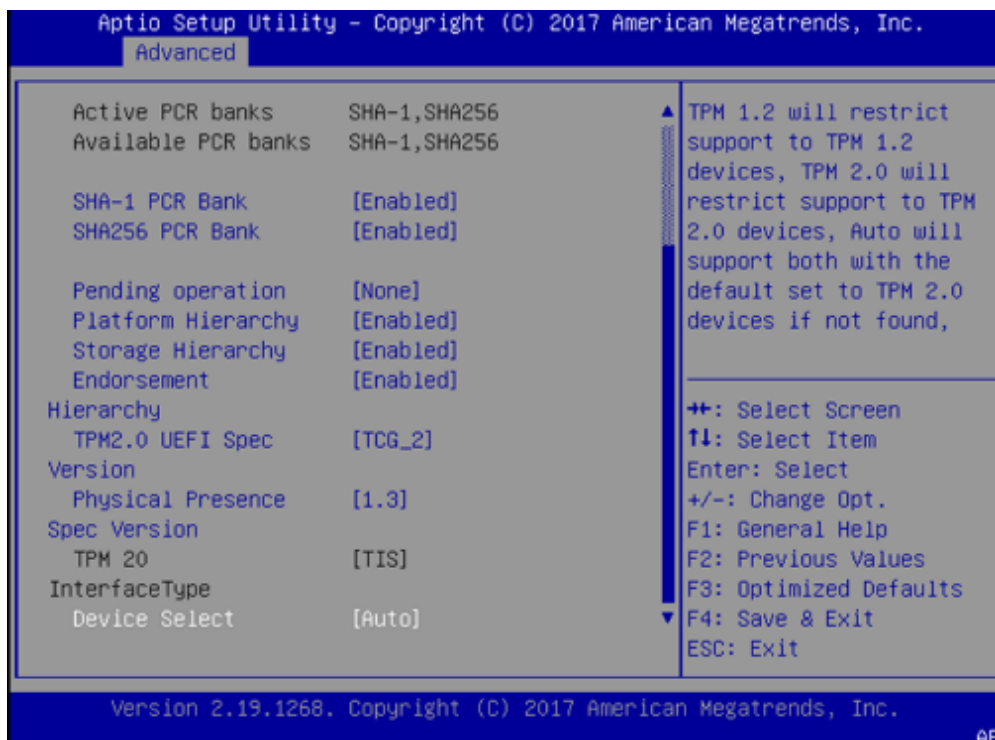 Aptio Setup Utility – Copyright (C) 2017 American Megatrends, Inc.
Advanced
Active PCR banks SHA-1,SHA256
Available PCR banks SHA-1,SHA256
SHA-1 PCR Bank [Enabled]
SHA256 PCR Bank [Enabled]
Pending operation [None]
Platform Hierarchy [Enabled]
Storage Hierarchy [Enabled]
Endorsement [Enabled]
Hierarchy
TPM2.0 UEFI Spec [TCG_2]
Version
Physical Presence [1.3]
Spec Version
TPM 20 [TIS]
InterfaceType
Device Select [Auto]
TPM 1.2 will restrict
support to TPM 1.2
devices, TPM 2.0 will
restrict support to TPM
2.0 devices, Auto will
support both with the
default set to TPM 2.0
devices if not found,
→←: Select Screen
↑↓: Select Item
Enter: Select
+/-: Change Opt.
F1: General Help
F2: Previous Values
F3: Optimized Defaults
F4: Save & Exit
ESC: Exit
Version 2.19.1268. Copyright (C) 2017 American Megatrends, Inc.